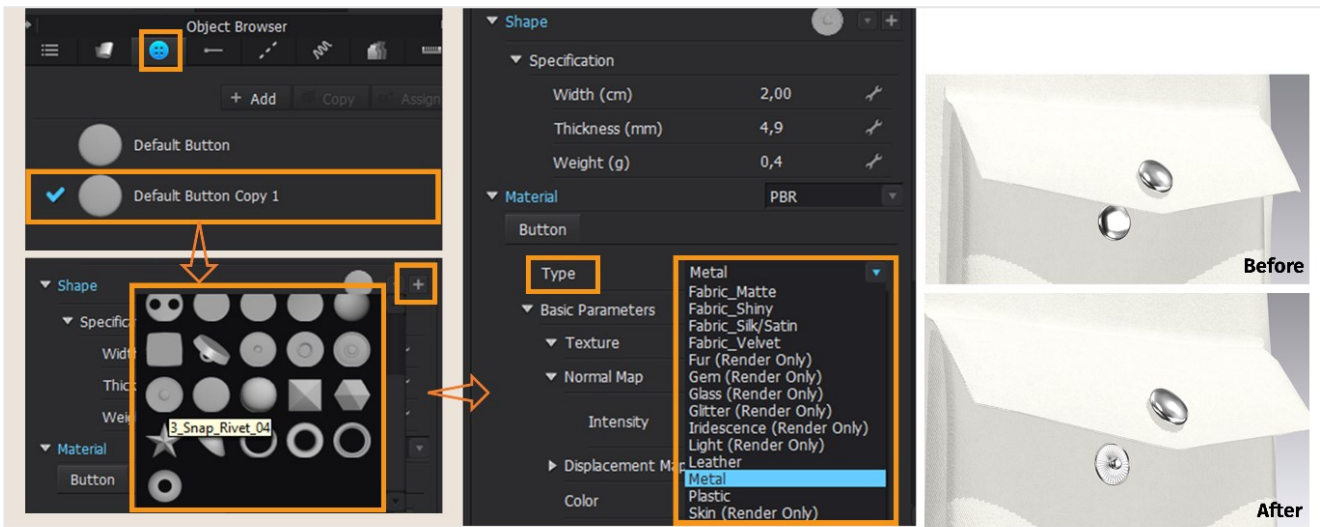 Object Browser
+ Add
Copy
Assign
Default Button
Default Button Copy 1
Shape
+
Specific
Width
Thick
Wei
3_Snap_Rivet_04
Material
Button
Shape
+
Specification
Width (cm) 2,00
Thickness (mm) 4,9
Weight (g) 0,4
Material PBR
Button
Type Metal
Fabric_Matte
Basic Parameters
Fabric_Shiny
Fabric_Silk/Satin
Texture
Fabric_Velvet
Fur (Render Only)
Normal Map
Gem (Render Only)
Glass (Render Only)
Glitter (Render Only)
Intensity
Iridescence (Render Only)
Light (Render Only)
Displacement Map
Leather
Metal
Color
Plastic
Skin (Render Only)
Before
After